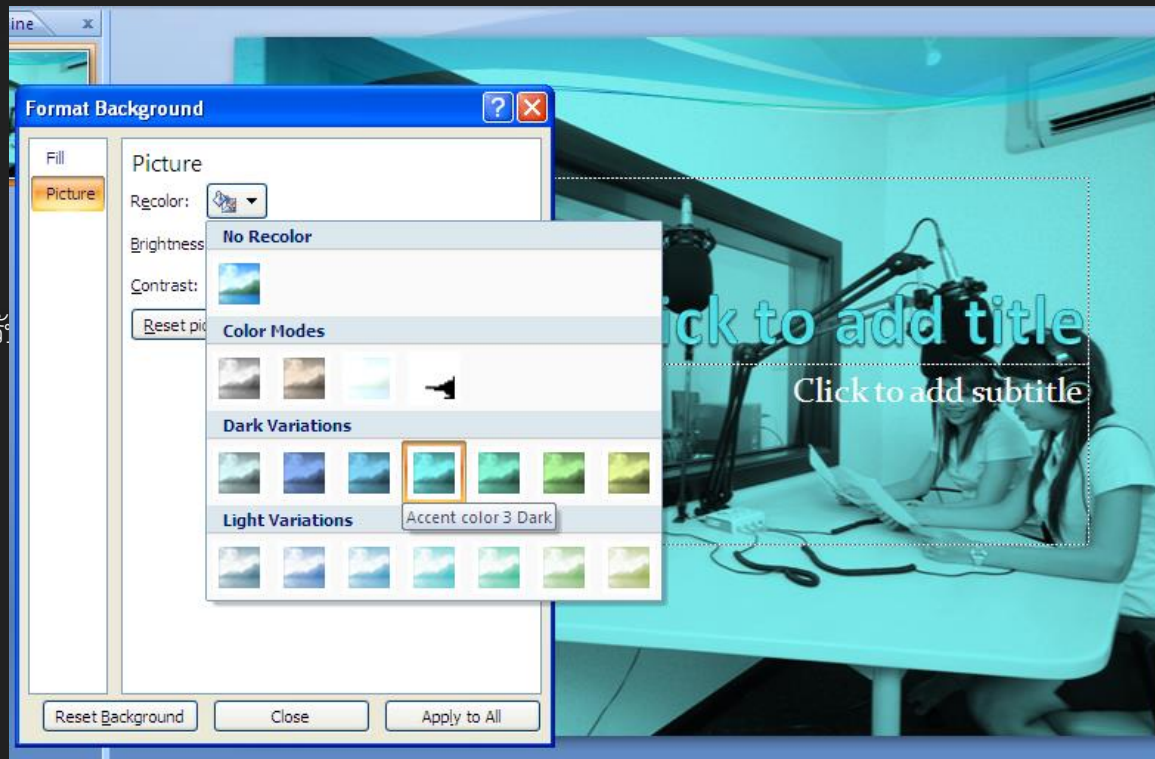 ine x
Format Background ?
Fill
Picture
Picture
Recolor:
Brightness
Contrast:
Reset pic
No Recolor
Color Modes
Dark Variations
Accent color 3 Dark
Light Variations
Reset Background Close Apply to All
ick to add title
Click to add subtitle